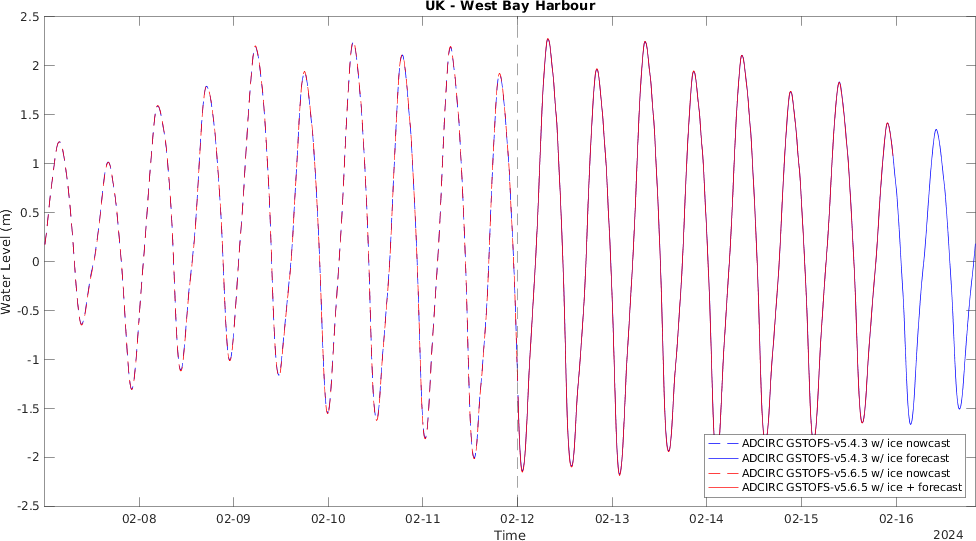 UK - West Bay Harbour
2.5
2
1.5
1
0.5
0
-0.5
-1
-1.5
-2
-2.5
Water Level (m)
ADCIRC GSTOFS-v5.4.3 w/ ice nowcast
ADCIRC GSTOFS-v5.4.3 w/ ice forecast
ADCIRC GSTOFS-v5.6.5 w/ ice nowcast
ADCIRC GSTOFS-v5.6.5 w/ ice + forecast
02-08 02-09 02-10 02-11 02-12 02-13 02-14 02-15 02-16
Time
2024